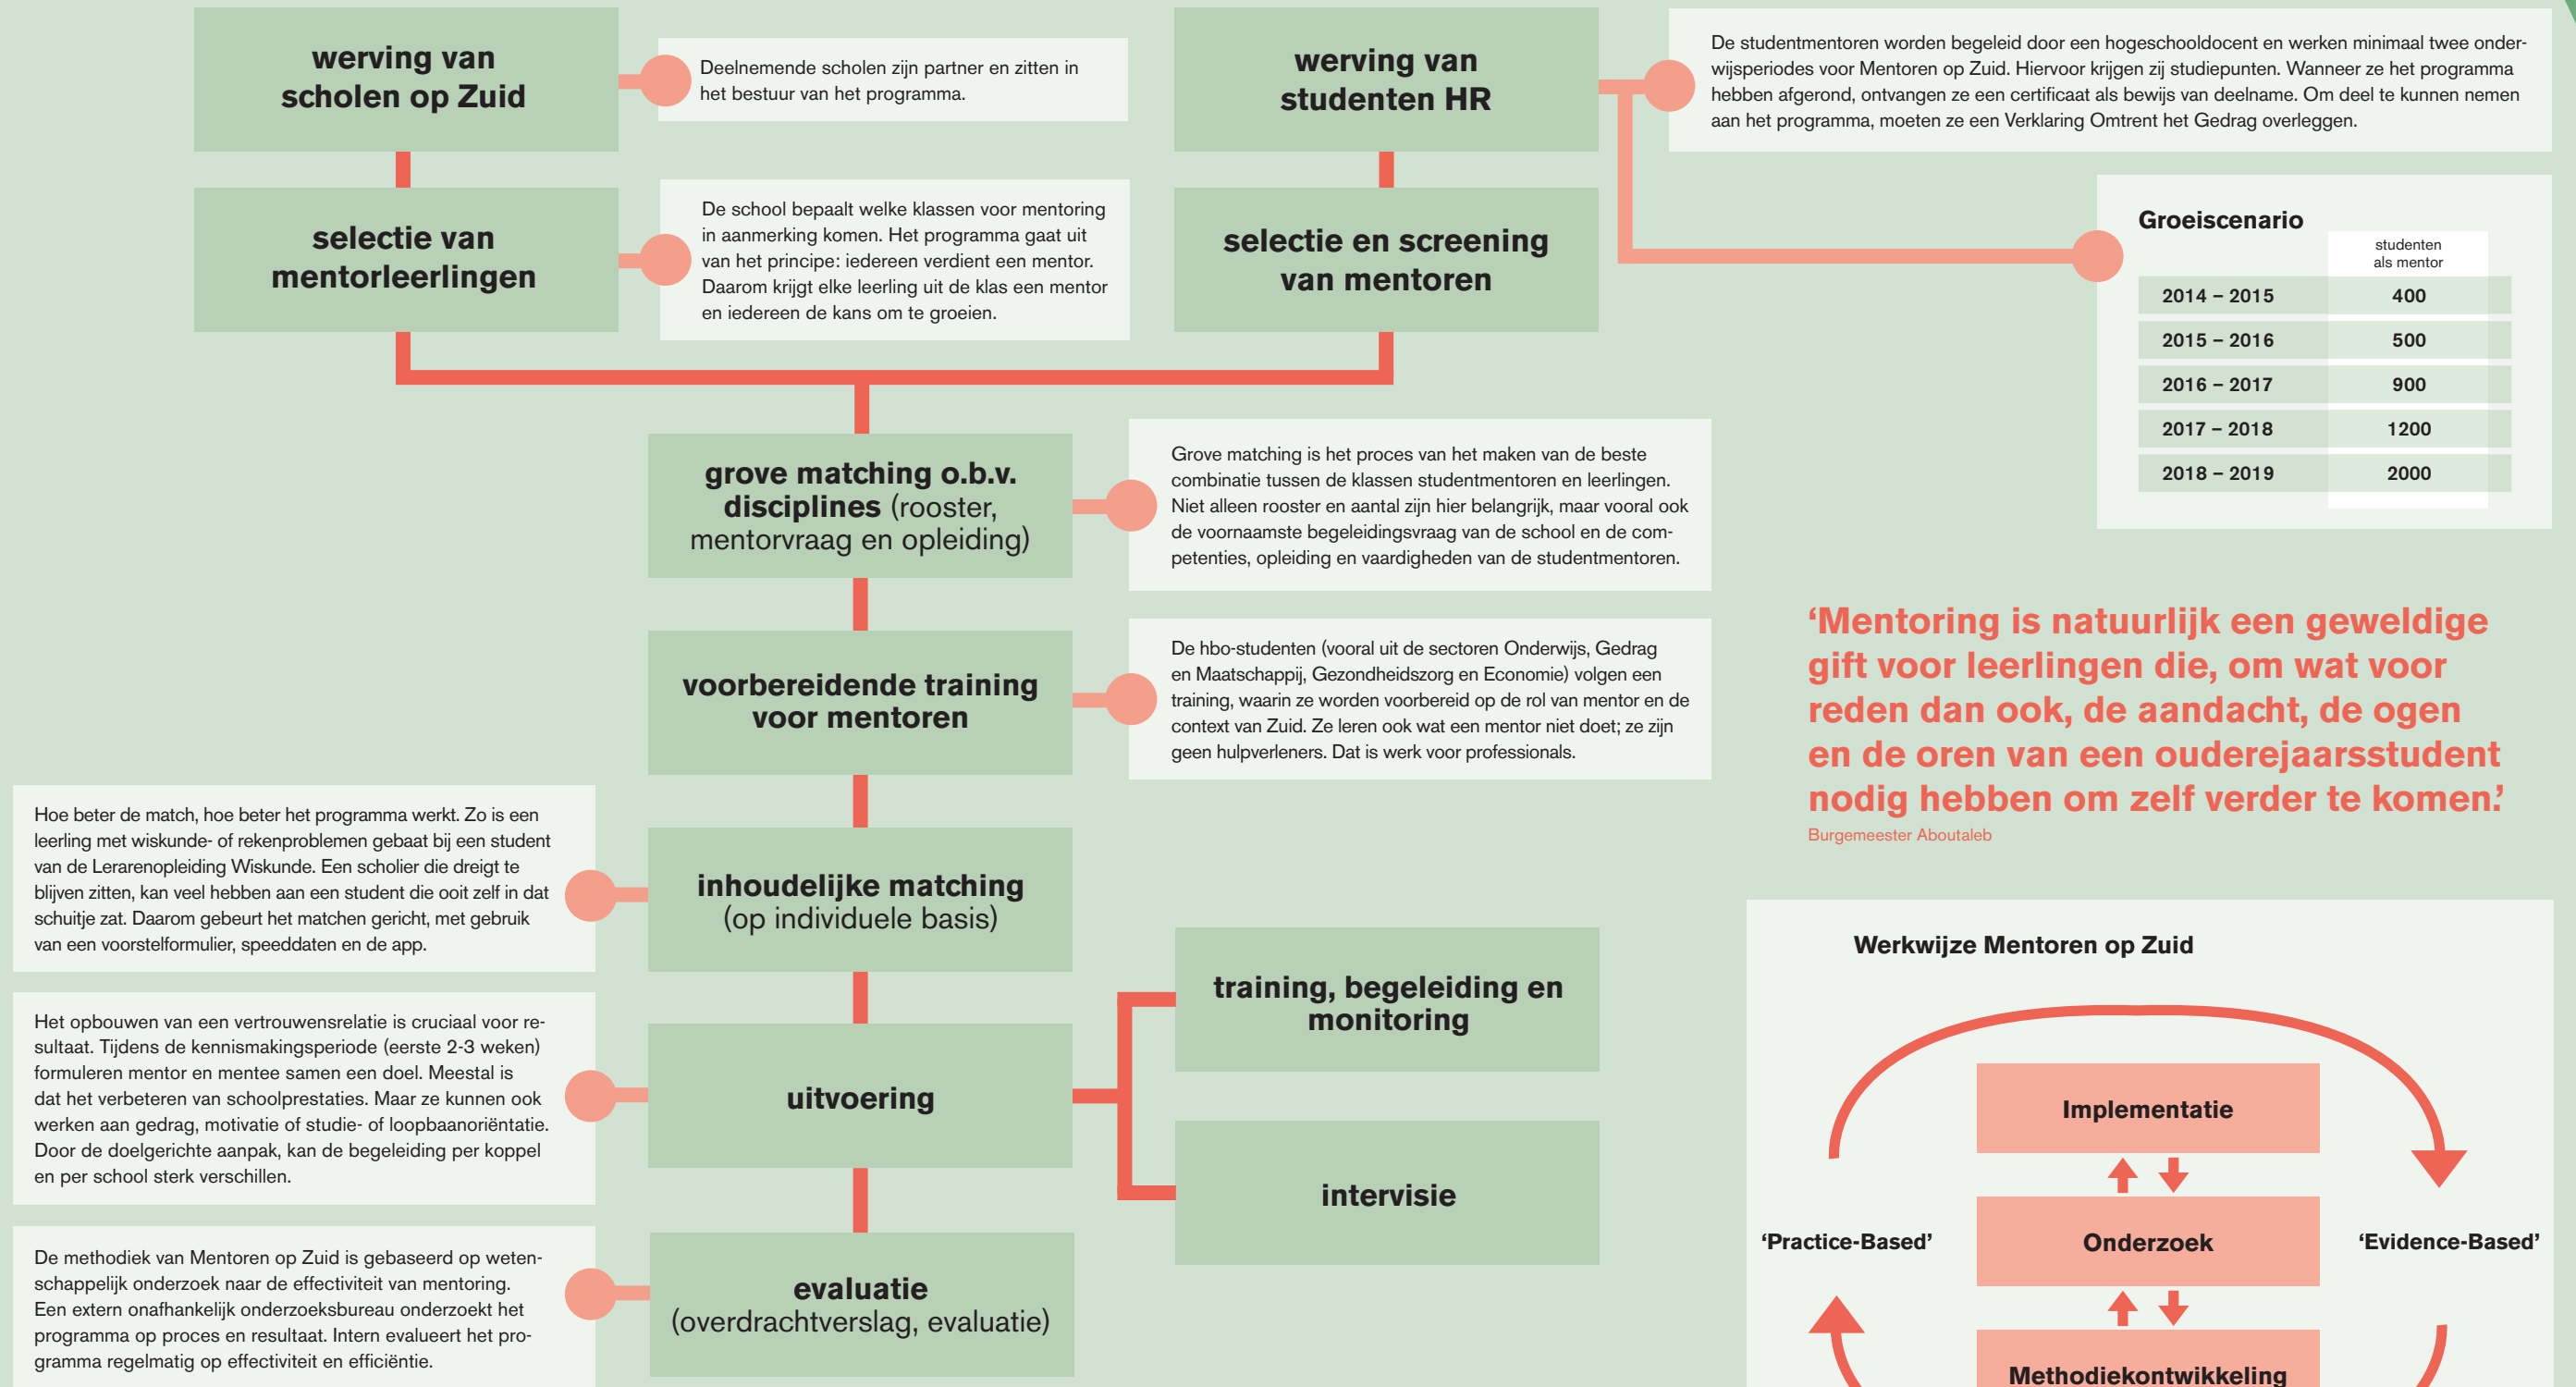 werving van
scholen op Zuid
Deelnemende scholen zijn partner en zitten in
het bestuur van het programma.
selectie van
mentorleerlingen
De school bepaalt welke klassen voor mentoring
in aanmerking komen. Het programma gaat uit
van het principe: iedereen verdient een mentor.
Daarom krijgt elke leerling uit de klas een mentor
en iedereen de kans om te groeien.
werving van
studenten HR
De studentmentoren worden begeleid door een hogeschooldocent en werken minimaal twee onder-
wijsperiodes voor Mentoren op Zuid. Hiervoor krijgen zij studiepunten. Wanneer ze het programma
hebben afgerond, ontvangen ze een certificaat als bewijs van deelname. Om deel te kunnen nemen
aan het programma, moeten ze een Verklaring Omtrent het Gedrag overleggen.
selectie en screening
van mentoren
Groeiscenario
studenten
als mentor
2014 – 2015 400
2015 – 2016 500
2016 – 2017 900
2017 – 2018 1200
2018 – 2019 2000
grove matching o.b.v.
disciplines (rooster,
mentorvraag en opleiding)
Grove matching is het proces van het maken van de beste
combinatie tussen de klassen studentmentoren en leerlingen.
Niet alleen rooster en aantal zijn hier belangrijk, maar vooral ook
de voornaamste begeleidingsvraag van de school en de com-
petenties, opleiding en vaardigheden van de studentmentoren.
voorbereidende training
voor mentoren
De hbo-studenten (vooral uit de sectoren Onderwijs, Gedrag
en Maatschappij, Gezondheidszorg en Economie) volgen een
training, waarin ze worden voorbereid op de rol van mentor en de
context van Zuid. Ze leren ook wat een mentor niet doet; ze zijn
geen hulpverleners. Dat is werk voor professionals.
‘Mentoring is natuurlijk een geweldige
gift voor leerlingen die, om wat voor
reden dan ook, de aandacht, de ogen
en de oren van een ouderejaarsstudent
nodig hebben om zelf verder te komen.’
Burgemeester Aboutaleb
Hoe beter de match, hoe beter het programma werkt. Zo is een
leerling met wiskunde- of rekenproblemen gebaat bij een student
van de Lerarenopleiding Wiskunde. Een scholier die dreigt te
blijven zitten, kan veel hebben aan een student die ooit zelf in dat
schuitje zat. Daarom gebeurt het matchen gericht, met gebruik
van een voorstelformulier, speeddaten en de app.
inhoudelijke matching
(op individuele basis)
Het opbouwen van een vertrouwensrelatie is cruciaal voor re-
sultaat. Tijdens de kennismakingsperiode (eerste 2-3 weken)
formuleren mentor en mentee samen een doel. Meestal is
dat het verbeteren van schoolprestaties. Maar ze kunnen ook
werken aan gedrag, motivatie of studie- of loopbaanoriëntatie.
Door de doelgerichte aanpak, kan de begeleiding per koppel
en per school sterk verschillen.
uitvoering
training, begeleiding en
monitoring
intervisie
De methodiek van Mentoren op Zuid is gebaseerd op weten-
schappelijk onderzoek naar de effectiviteit van mentoring.
Een extern onafhankelijk onderzoeksbureau onderzoekt het
programma op proces en resultaat. Intern evalueert het pro-
gramma regelmatig op effectiviteit en efficiëntie.
evaluatie
(overdrachtverslag, evaluatie)
Werkwijze Mentoren op Zuid
Implementatie
‘Practice-Based’
Onderzoek
‘Evidence-Based’
Methodiekontwikkeling